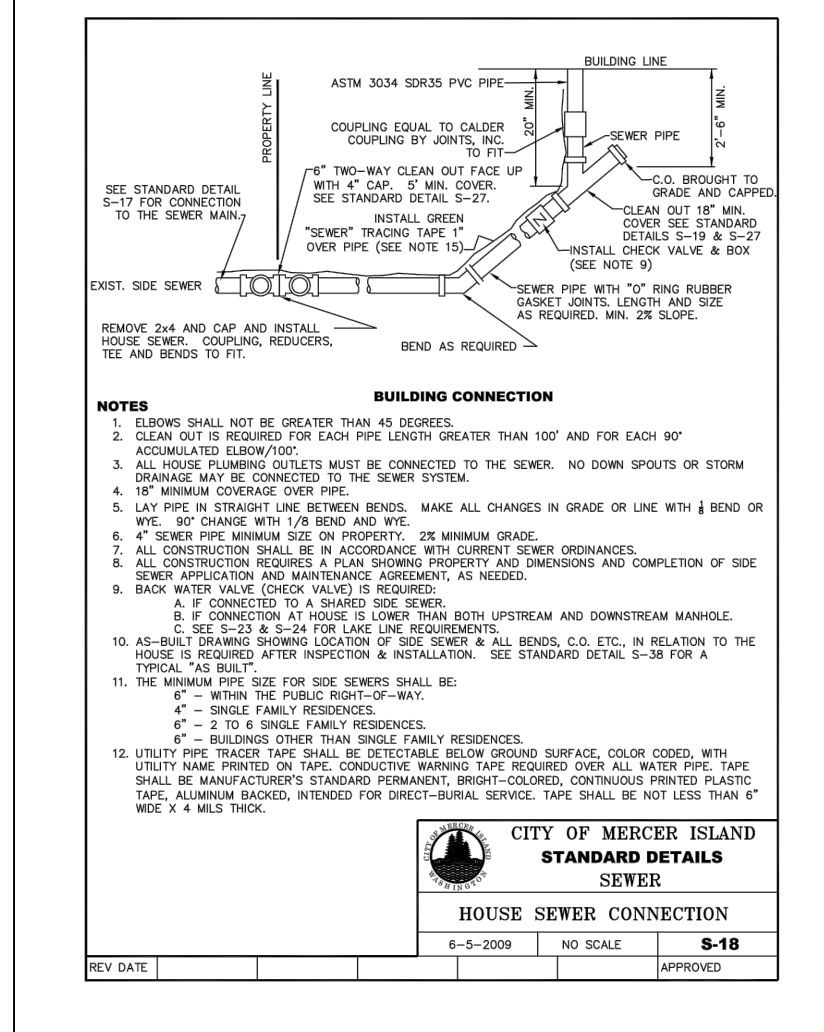 BUILDING LINE
PROPERTY LINE
ASTM 3034 SDR35 PVC PIPE
20" MIN.
2'-6" MIN.
COUPLING EQUAL TO CALDER
COUPLING BY JOINTS, INC.
TO FIT
SEWER PIPE
6" TWO-WAY CLEAN OUT FACE UP
WITH 4" CAP. 5' MIN. COVER.
SEE STANDARD DETAIL S-27.
C.O. BROUGHT TO
GRADE AND CAPPED.
SEE STANDARD DETAIL
S-17 FOR CONNECTION
TO THE SEWER MAIN.
CLEAN OUT 18" MIN.
COVER SEE STANDARD
DETAILS S-19 & S-27
INSTALL GREEN
"SEWER" TRACING TAPE 1"
OVER PIPE (SEE NOTE 15)
N
INSTALL CHECK VALVE & BOX
(SEE NOTE 9)
EXIST. SIDE SEWER
SEWER PIPE WITH "O" RING RUBBER
GASKET JOINTS. LENGTH AND SIZE
AS REQUIRED. MIN. 2% SLOPE.
REMOVE 2x4 AND CAP AND INSTALL
HOUSE SEWER. COUPLING, REDUCERS,
TEE AND BENDS TO FIT.
BEND AS REQUIRED
BUILDING CONNECTION
NOTES
1. ELBOWS SHALL NOT BE GREATER THAN 45 DEGREES.
2. CLEAN OUT IS REQUIRED FOR EACH PIPE LENGTH GREATER THAN 100' AND FOR EACH 90°
ACCUMULATED ELBOW/100°.
3. ALL HOUSE PLUMBING OUTLETS MUST BE CONNECTED TO THE SEWER. NO DOWN SPOUTS OR STORM
DRAINAGE MAY BE CONNECTED TO THE SEWER SYSTEM.
4. 18" MINIMUM COVERAGE OVER PIPE.
5. LAY PIPE IN STRAIGHT LINE BETWEEN BENDS. MAKE ALL CHANGES IN GRADE OR LINE WITH ⅛ BEND OR
WYE. 90° CHANGE WITH 1/8 BEND AND WYE.
6. 4" SEWER PIPE MINIMUM SIZE ON PROPERTY. 2% MINIMUM GRADE.
7. ALL CONSTRUCTION SHALL BE IN ACCORDANCE WITH CURRENT SEWER ORDINANCES.
8. ALL CONSTRUCTION REQUIRES A PLAN SHOWING PROPERTY AND DIMENSIONS AND COMPLETION OF SIDE
SEWER APPLICATION AND MAINTENANCE AGREEMENT, AS NEEDED.
9. BACK WATER VALVE (CHECK VALVE) IS REQUIRED:
A. IF CONNECTED TO A SHARED SIDE SEWER.
B. IF CONNECTION AT HOUSE IS LOWER THAN BOTH UPSTREAM AND DOWNSTREAM MANHOLE.
C. SEE S-23 & S-24 FOR LAKE LINE REQUIREMENTS.
10. AS-BUILT DRAWING SHOWING LOCATION OF SIDE SEWER & ALL BENDS, C.O. ETC., IN RELATION TO THE
HOUSE IS REQUIRED AFTER INSPECTION & INSTALLATION. SEE STANDARD DETAIL S-38 FOR A
TYPICAL "AS BUILT".
11. THE MINIMUM PIPE SIZE FOR SIDE SEWERS SHALL BE:
6" - WITHIN THE PUBLIC RIGHT-OF-WAY.
4" - SINGLE FAMILY RESIDENCES.
6" - 2 TO 6 SINGLE FAMILY RESIDENCES.
6" - BUILDINGS OTHER THAN SINGLE FAMILY RESIDENCES.
12. UTILITY PIPE TRACER TAPE SHALL BE DETECTABLE BELOW GROUND SURFACE, COLOR CODED, WITH
UTILITY NAME PRINTED ON TAPE. CONDUCTIVE WARNING TAPE REQUIRED OVER ALL WATER PIPE. TAPE
SHALL BE MANUFACTURER'S STANDARD PERMANENT, BRIGHT-COLORED, CONTINUOUS PRINTED PLASTIC
TAPE, ALUMINUM BACKED, INTENDED FOR DIRECT-BURIAL SERVICE. TAPE SHALL BE NOT LESS THAN 6"
WIDE X 4 MILS THICK.
CITY OF MERCER ISLAND
WASHINGTON
CITY OF MERCER ISLAND
STANDARD DETAILS
SEWER
HOUSE SEWER CONNECTION
6-5-2009 NO SCALE S-18
REV DATE APPROVED